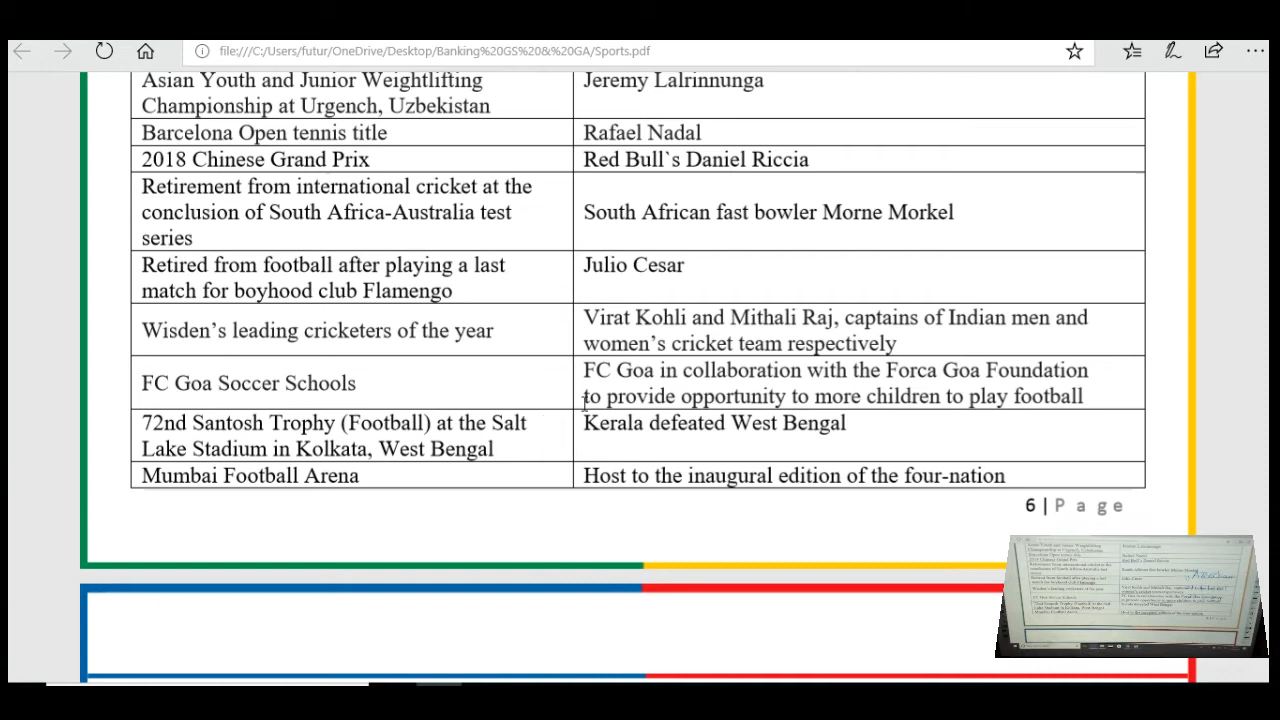 file:///C:/Users/futur/OneDrive/Desktop/Banking%20GS%20&%20GA/Sports.pdf
Asian Youth and Junior Weightlifting
Championship at Urgench, Uzbekistan
Jeremy Lalrinnunga
Barcelona Open tennis title
Rafael Nadal
2018 Chinese Grand Prix
Red Bull`s Daniel Riccia
Retirement from international cricket at the
conclusion of South Africa-Australia test
series
South African fast bowler Morne Morkel
Retired from football after playing a last
match for boyhood club Flamengo
Julio Cesar
Wisden’s leading cricketers of the year
Virat Kohli and Mithali Raj, captains of Indian men and
women’s cricket team respectively
FC Goa Soccer Schools
FC Goa in collaboration with the Forca Goa Foundation
to provide opportunity to more children to play football
72nd Santosh Trophy (Football) at the Salt
Lake Stadium in Kolkata, West Bengal
Kerala defeated West Bengal
Mumbai Football Arena
Host to the inaugural edition of the four-nation
6 | P a g e